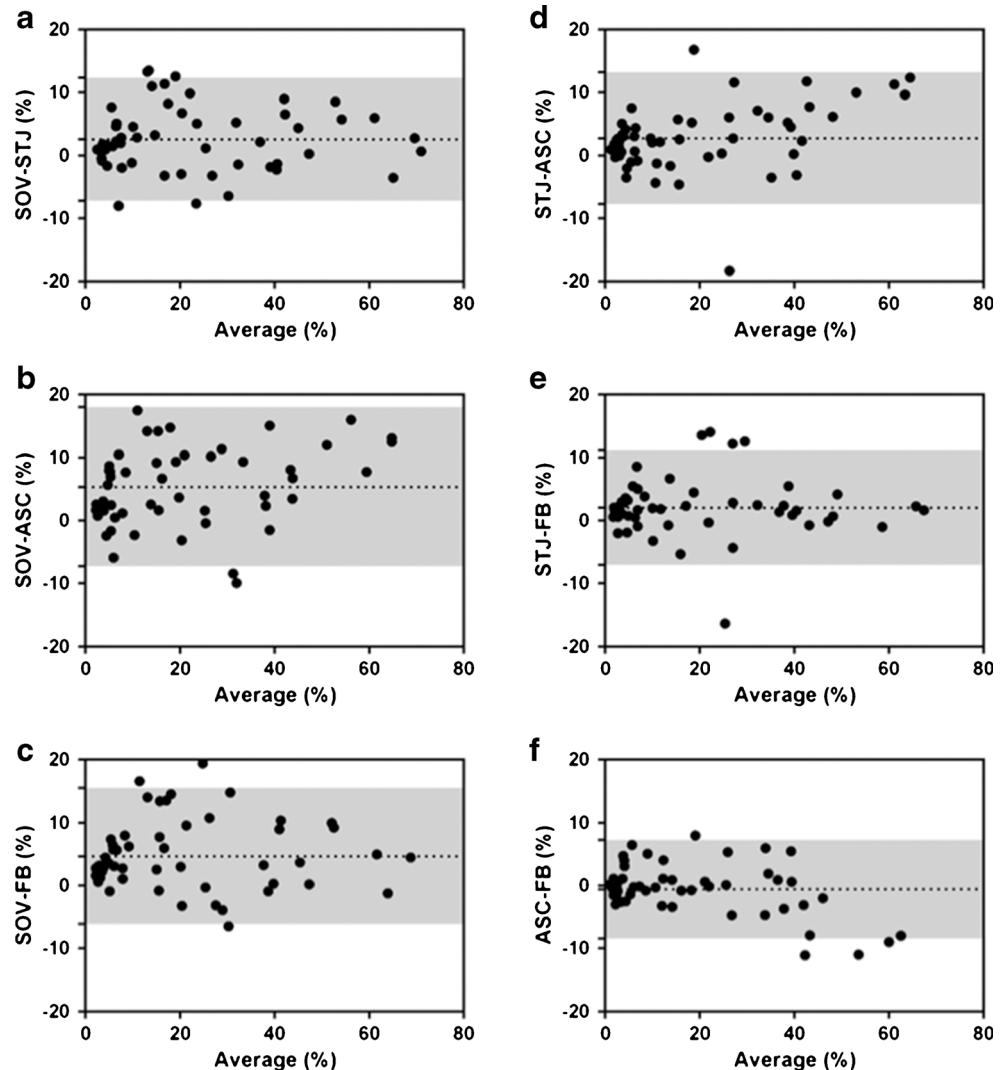 a
SOV-STJ (%)
20
10
0
-10
-20
0 20 40 60 80
Average (%)
b
SOV-ASC (%)
20
10
0
-10
-20
0 20 40 60 80
Average (%)
c
SOV-FB (%)
20
10
0
-10
-20
0 20 40 60 80
Average (%)
d
STJ-ASC (%)
20
10
0
-10
-20
0 20 40 60 80
Average (%)
e
STJ-FB (%)
20
10
0
-10
-20
0 20 40 60 80
Average (%)
f
ASC-FB (%)
20
10
0
-10
-20
0 20 40 60 80
Average (%)